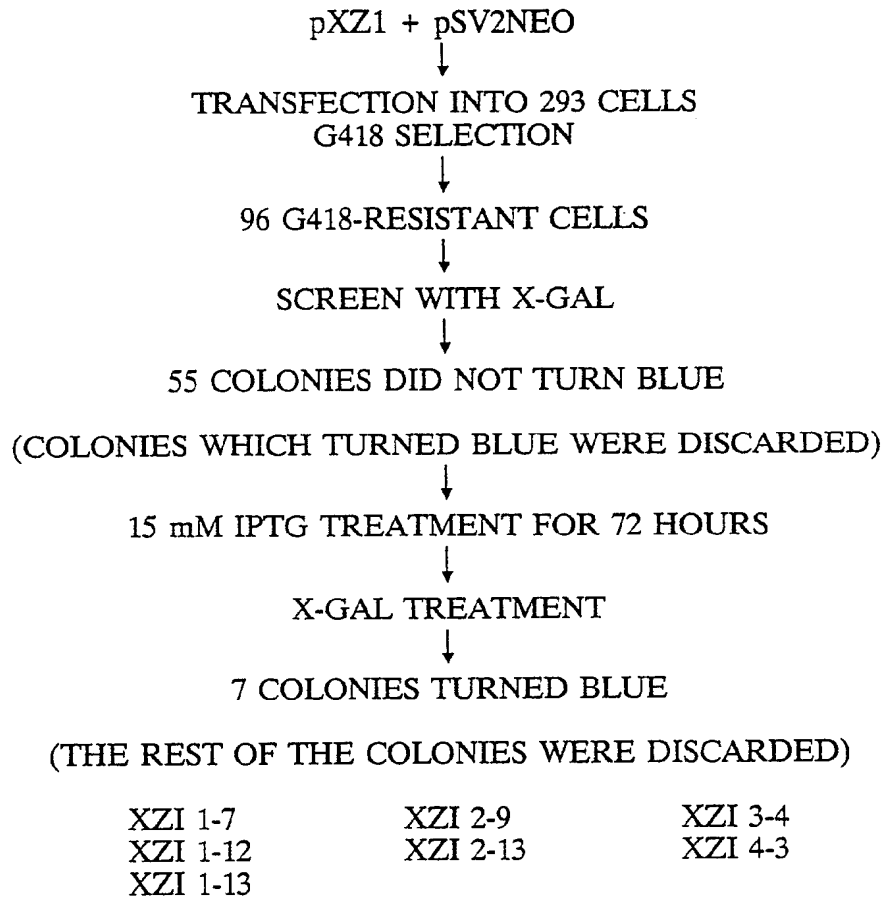 pXZ1 + pSV2NEO
TRANSFECTION INTO 293 CELLS
G418 SELECTION
96 G418-RESISTANT CELLS
SCREEN WITH X-GAL
55 COLONIES DID NOT TURN BLUE
(COLONIES WHICH TURNED BLUE WERE DISCARDED)
15 mM IPTG TREATMENT FOR 72 HOURS
X-GAL TREATMENT
7 COLONIES TURNED BLUE
(THE REST OF THE COLONIES WERE DISCARDED)
XZI 1-7 XZI 2-9 XZI 3-4
XZI 1-12 XZI 2-13 XZI 4-3
XZI 1-13